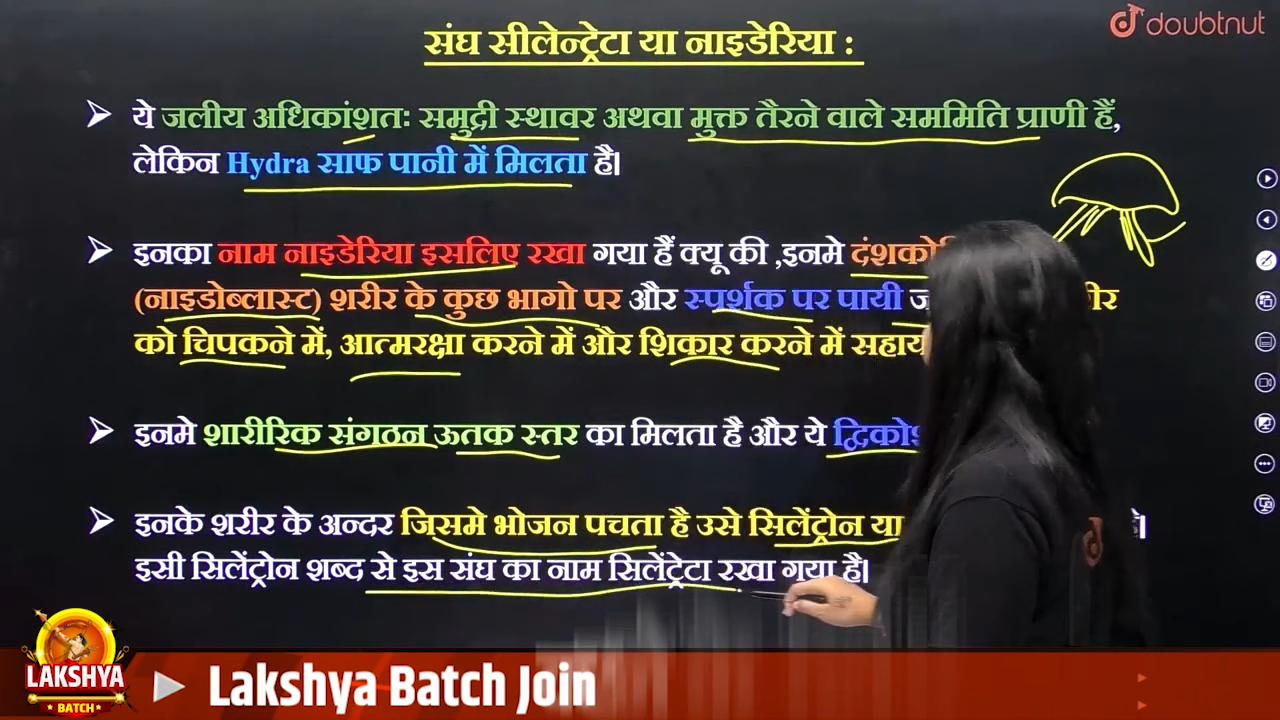 doubtnut
संघ सीलेन्ट्रेटा या नाइडेरिया :
ये जलीय अधिकांशतः समुद्री स्थावर अथवा मुक्त तैरने वाले सममिति प्राणी हैं,
लेकिन Hydra साफ पानी में मिलता है।
इनका नाम नाइडेरिया इसलिए रखा गया हैं क्यू की ,इनमे
(नाइडोब्लास्ट) शरीर के कुछ भागो पर और स्पर्शक पर पायी
को चिपकने में, आत्मरक्षा करने में और शिकार करने में
इनमे शारीरिक संगठन ऊतक स्तर का मिलता है और ये
इनके शरीर के अन्दर जिसमे भोजन पचता है उसे सिलेंट्रोन या
इसी सिलेंट्रोन शब्द से इस संघ का नाम सिलेंट्रेटा रखा गया है।
LAKSHYA
BATCH
Lakshya Batch Join